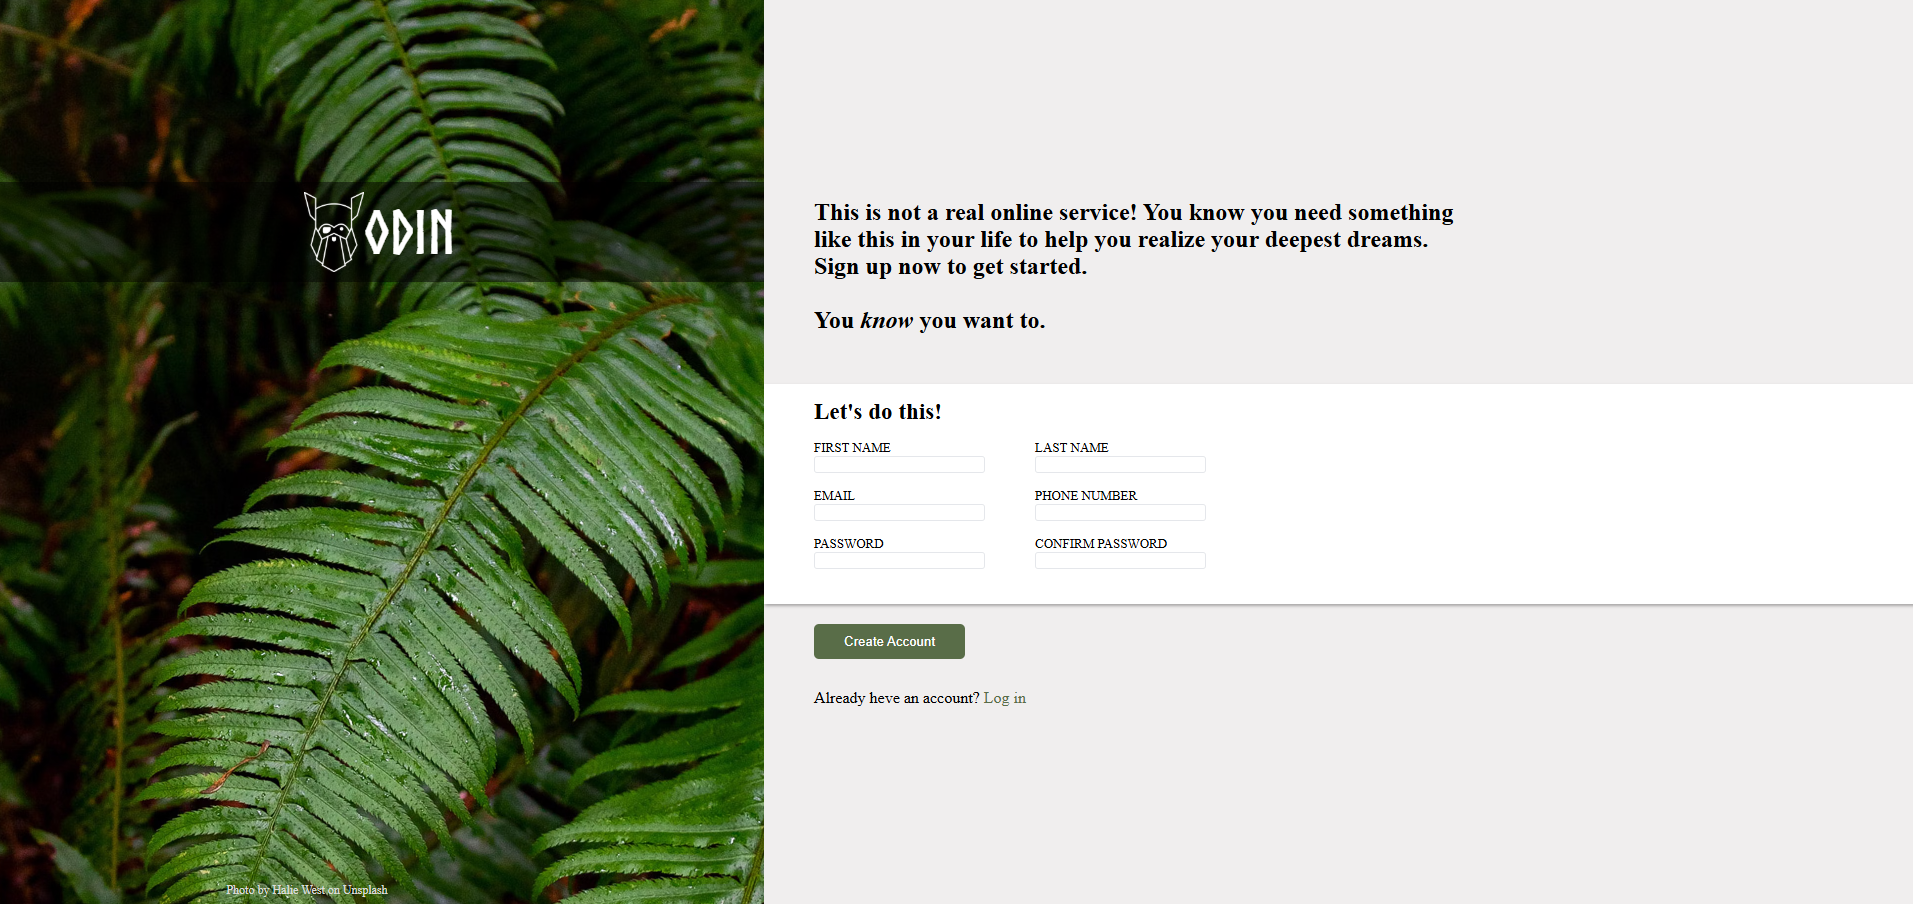 ODIN
Photo by Halie West on Unsplash
This is not a real online service! You know you need something
like this in your life to help you realize your deepest dreams.
Sign up now to get started.
You know you want to.
Let's do this!
FIRST NAME
LAST NAME
EMAIL
PHONE NUMBER
PASSWORD
CONFIRM PASSWORD
Create Account
Already heve an account? Log in